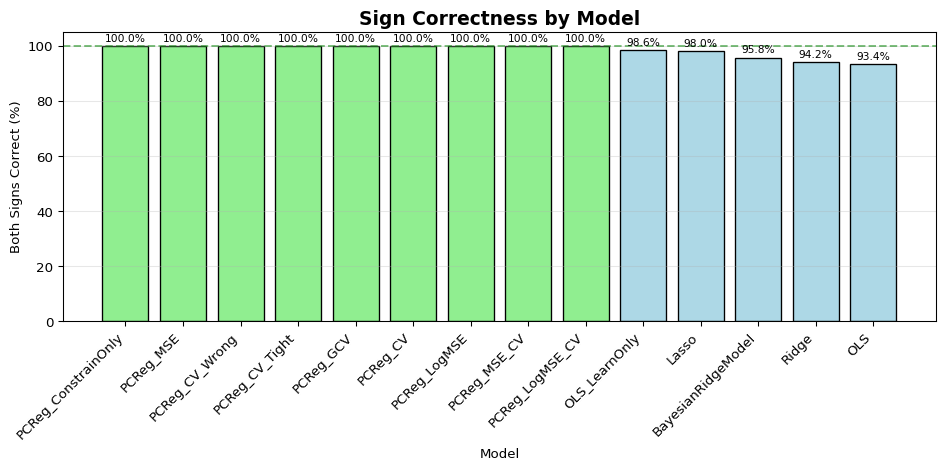 Sign Correctness by Model
100.0% 100.0% 100.0% 100.0% 100.0% 100.0% 100.0% 100.0% 100.0% 98.6% 98.0% 95.8% 94.2% 93.4%
Both Signs Correct (%)
100
80
60
40
20
0
PCReg_ConstrainOnly
PCReg_MSE
PCReg_CV_Wrong
PCReg_CV_Tight
PCReg_GCV
PCReg_CV
PCReg_LogMSE
PCReg_MSE_CV
PCReg_LogMSE_CV
OLS_LearnOnly
Lasso
BayesianRidgeModel
Ridge
OLS
Model